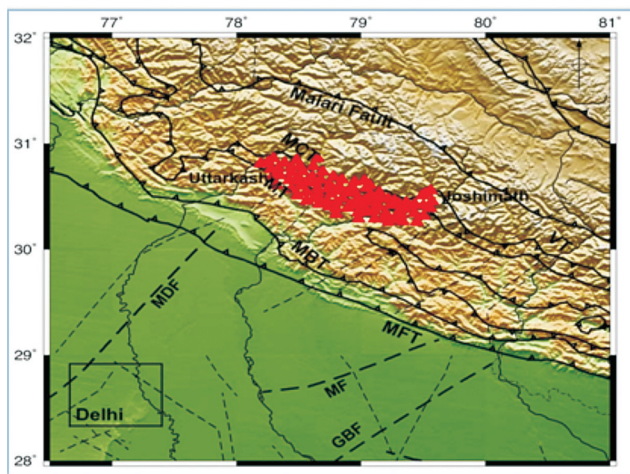 77° 78° 79° 80° 81°
32°
Malari Fault
31°
MCT
Uttarkashi
MT
Joshimath
VT
30°
MBT
MDF
MFT
29°
MF
Delhi
GBF
28°